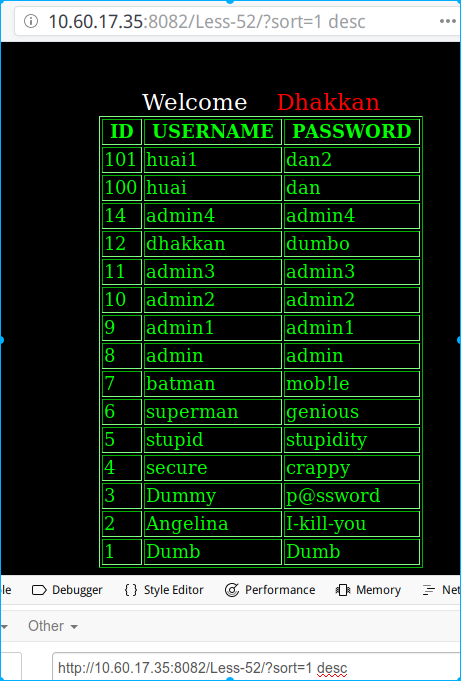 10.60.17.35:8082/Less-52/?sort=1 desc
Welcome Dhakkan
ID USERNAME PASSWORD
101 huai1 dan2
100 huai dan
14 admin4 admin4
12 dhakkan dumbo
11 admin3 admin3
10 admin2 admin2
9 admin1 admin1
8 admin admin
7 batman mob!le
6 superman genious
5 stupid stupidity
4 secure crappy
3 Dummy p@ssword
2 Angelina I-kill-you
1 Dumb Dumb
le Debugger { } Style Editor Performance Memory Net
Other
http://10.60.17.35:8082/Less-52/?sort=1 desc